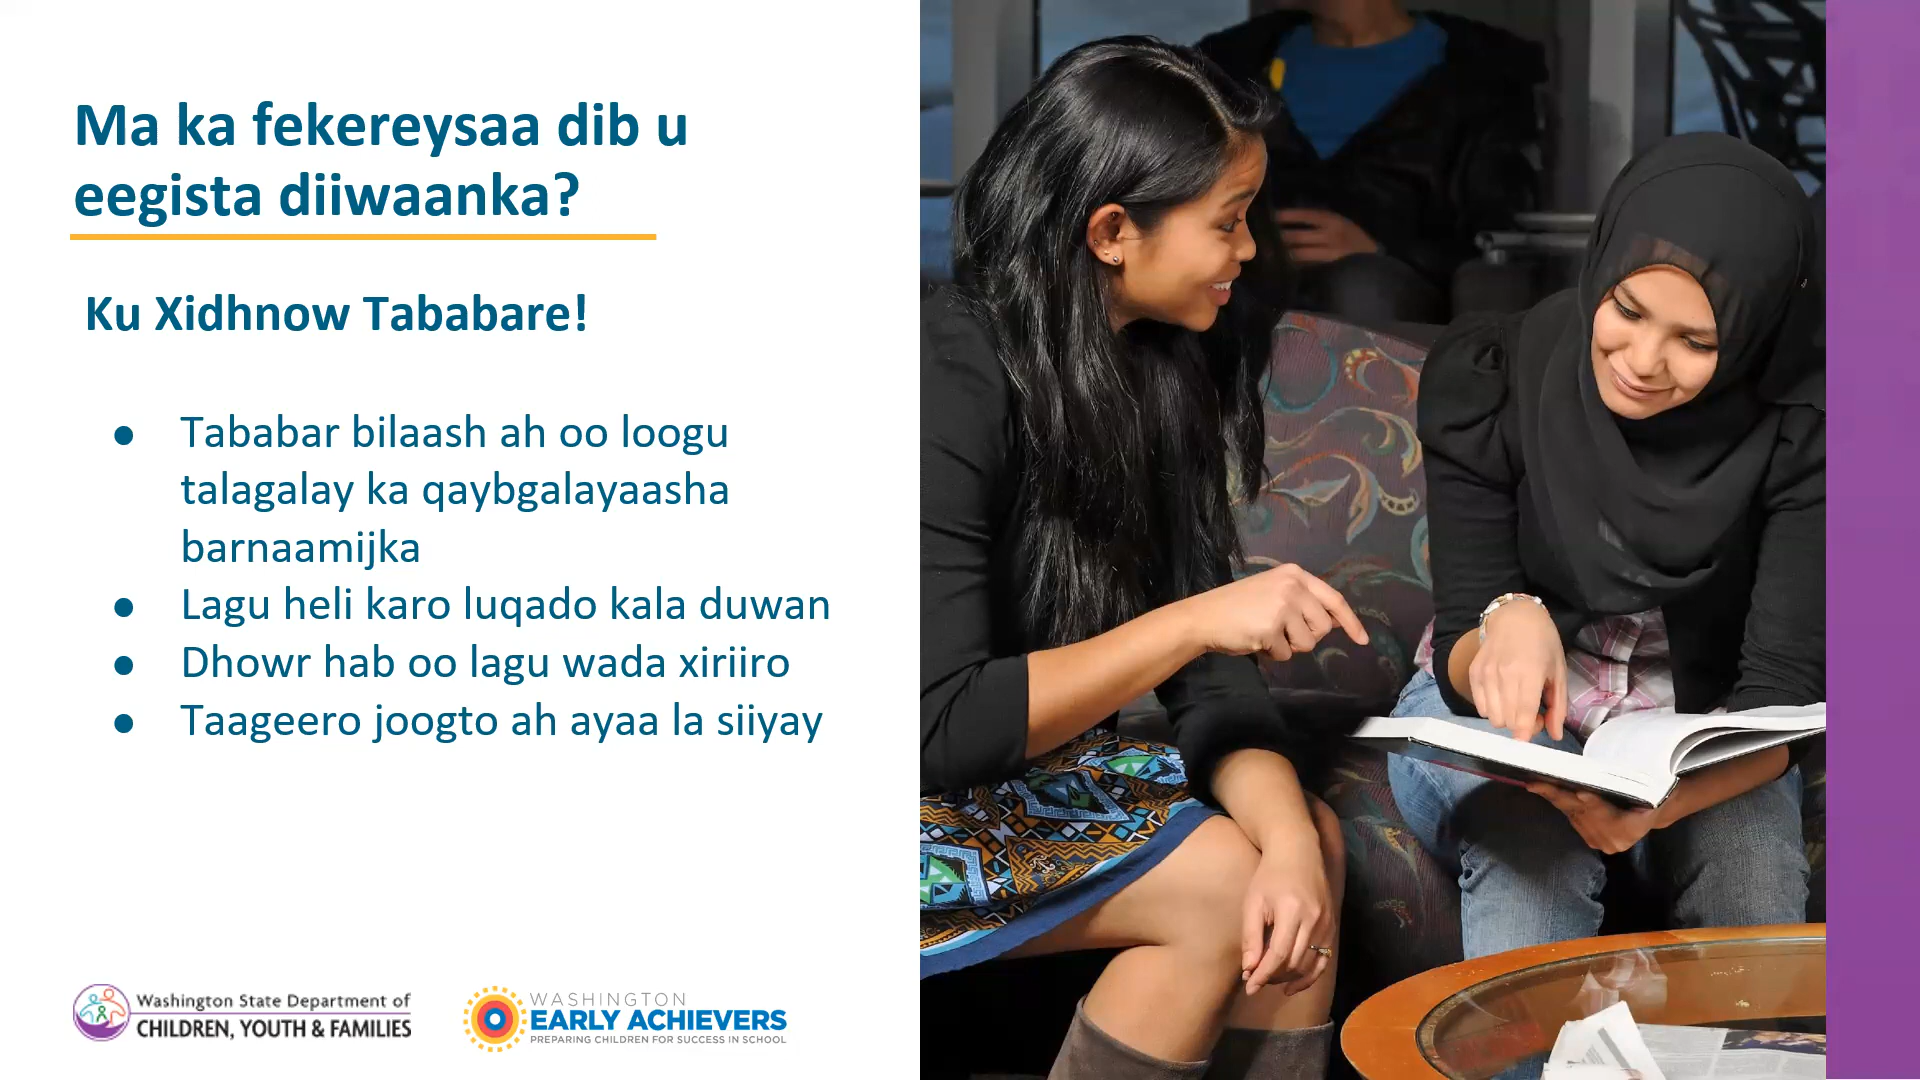 Ma ka fekereysaa dib u
eegista diiwaanka?
Ku Xidhnow Tababare!
● Tababar bilaash ah oo loogu
talagalay ka qaybgalayaasha
barnaamijka
● Lagu heli karo luqado kala duwan
● Dhowr hab oo lagu wada xiriiro
● Taageero joogto ah ayaa la siiyay
Washington State Department of
CHILDREN, YOUTH & FAMILIES
WASHINGTON
EARLY ACHIEVERS
PREPARING CHILDREN FOR SUCCESS IN SCHOOL